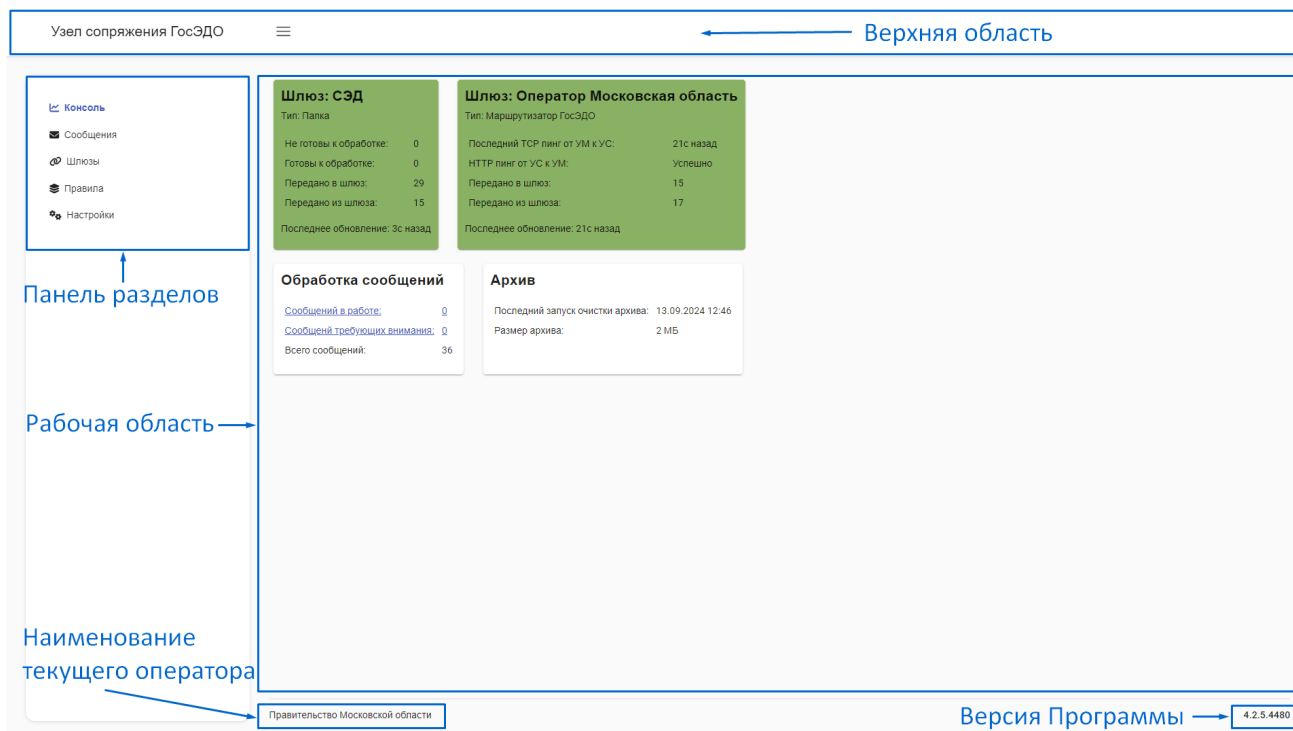 Узел сопряжения ГосЭДО
Верхняя область
Консоль
Сообщения
Шлюзы
Правила
Настройки
Панель разделов
Шлюз: СЭД
Тип: Папка
Не готовы к обработке: 0
Готовы к обработке: 0
Передано в шлюз: 29
Передано из шлюза: 15
Последнее обновление: 3с назад
Шлюз: Оператор Московская область
Тип: Маршрутизатор ГосЭДО
Последний TCP пинг от УМ к УС: 21с назад
HTTP пинг от УС к УМ: Успешно
Передано в шлюз: 15
Передано из шлюза: 17
Последнее обновление: 21с назад
Обработка сообщений
Сообщений в работе: 0
Сообщенй требующих внимания: 0
Всего сообщений: 36
Архив
Последний запуск очистки архива: 13.09.2024 12:46
Размер архива: 2 МБ
Рабочая область
Наименование
текущего оператора
Правительство Московской области
Версия Программы
4.2.5.4480